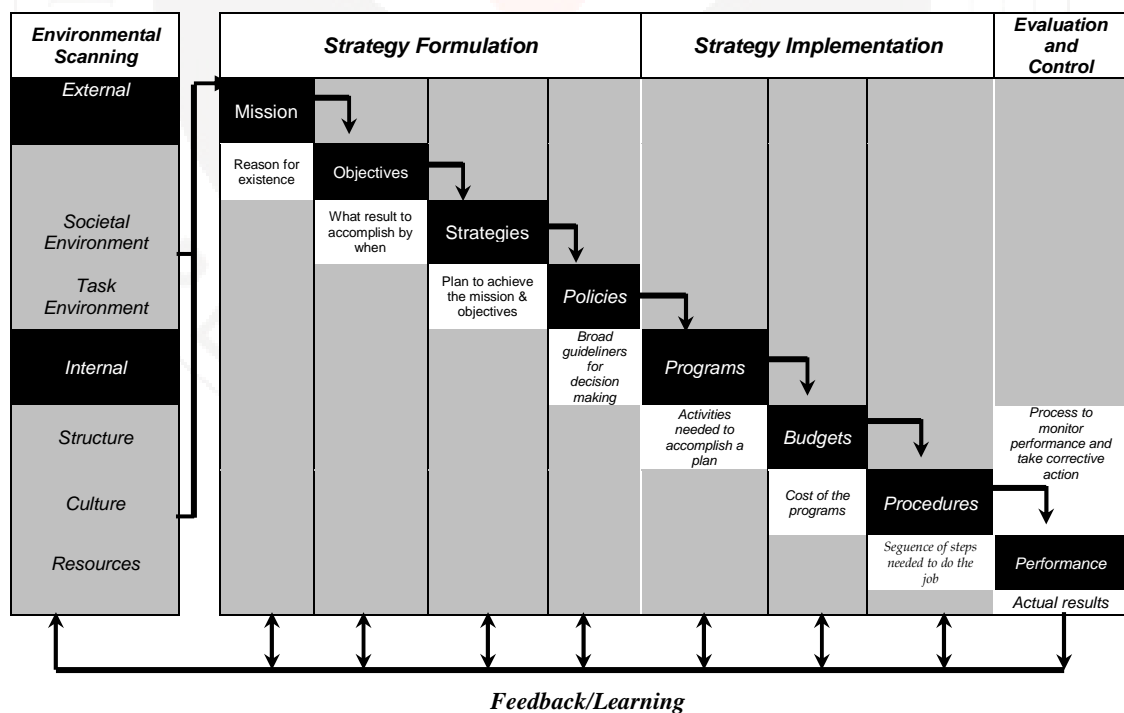 Environmental
Scanning
Strategy Formulation
Strategy Implementation
Evaluation
and
Control
External
Societal
Environment
Task
Environment
Internal
Structure
Culture
Resources
Mission
Reason for
existence
Objectives
What result to
accomplish by
when
Strategies
Plan to achieve
the mission &
objectives
Policies
Broad
guideliners
for
decision
making
Programs
Activities
needed to
accomplish a
plan
Budgets
Cost of the
programs
Procedures
Seguence of steps
needed to do the
job
Process to
monitor
performance and
take corrective
action
Performance
Actual results
Feedback/Learning